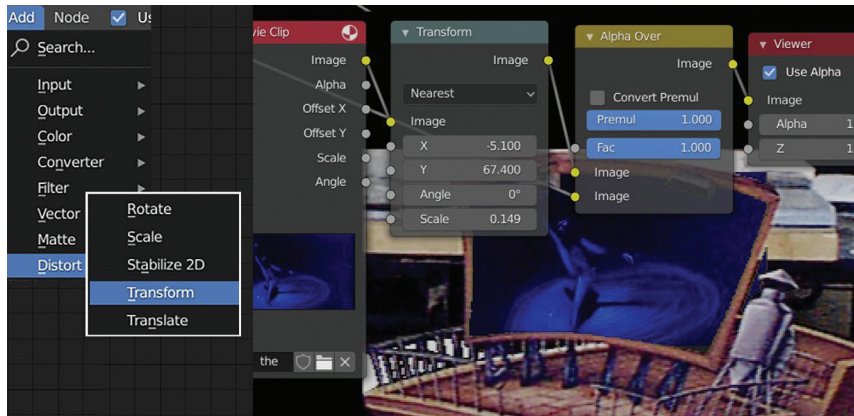 Add Node Us
Search...
Input
Output
Color
Converter
Filter
Vector
Matte
Distort
Rotate
Scale
Stabilize 2D
Transform
Translate
vie Clip
Image
Alpha
Offset X
Offset Y
Scale
Angle
the
Transform
Image
Nearest
Image
X -5.100
Y 67.400
Angle 0°
Scale 0.149
Alpha Over
Image
Convert Premul
Premul 1.000
Fac 1.000
Image
Image
Viewer
Use Alpha
Image
Alpha 1
Z 1